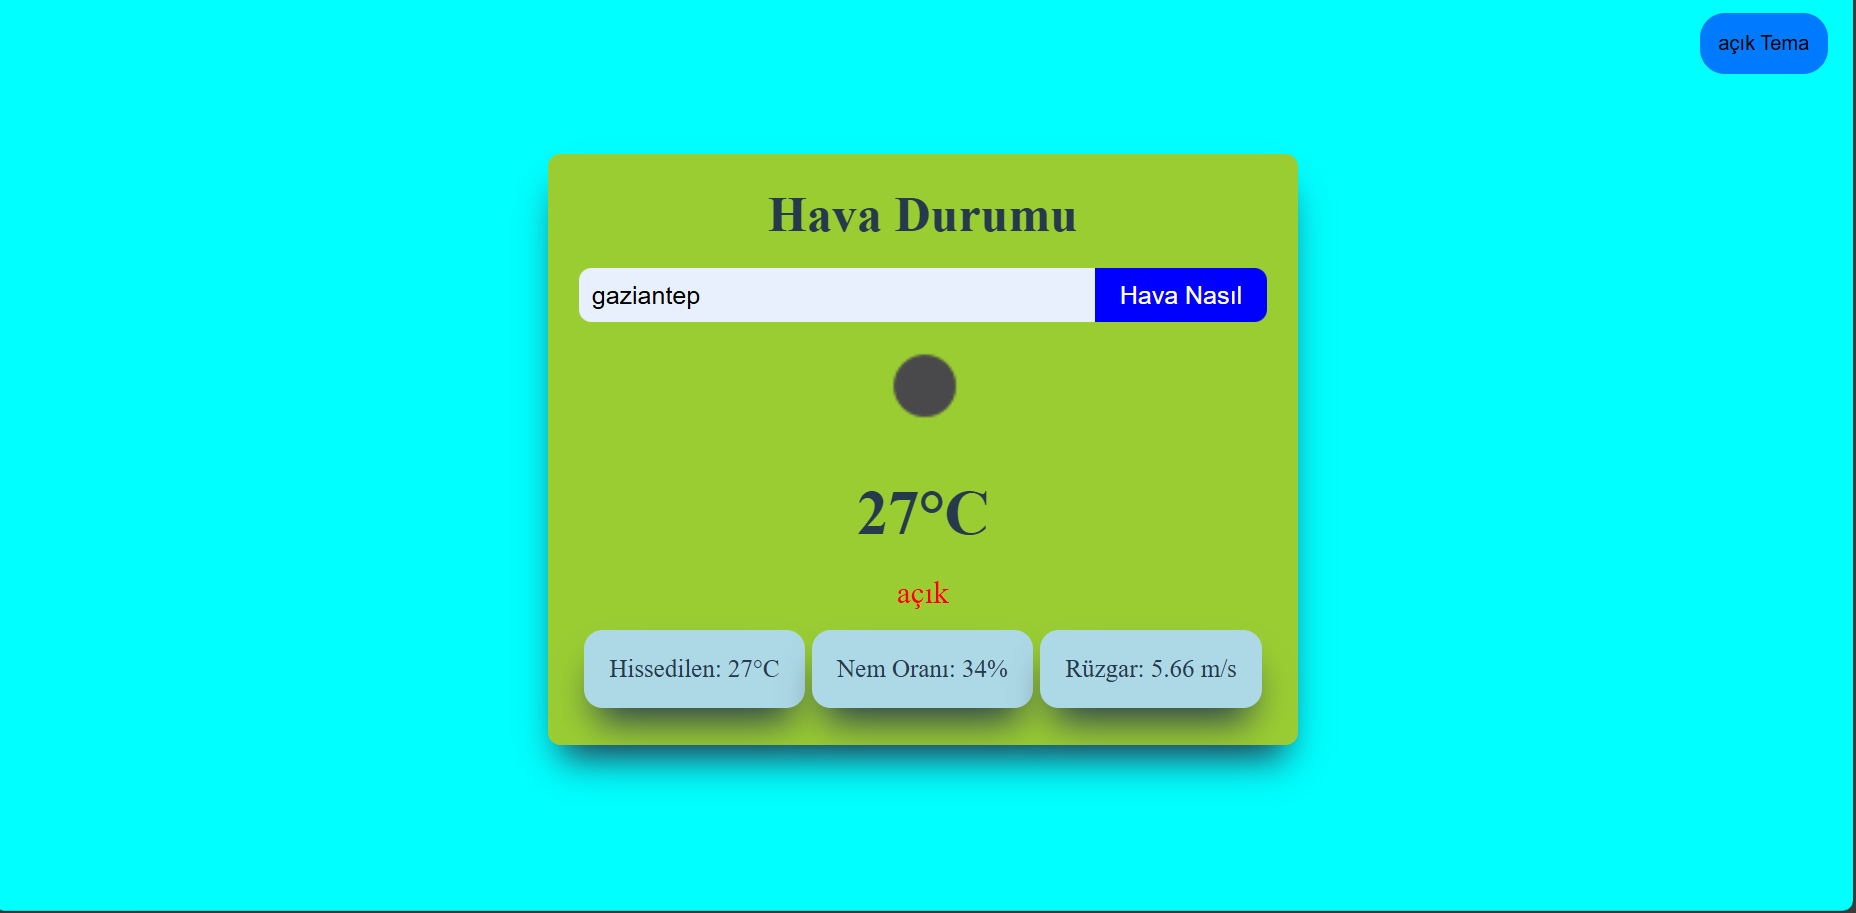 açık Tema
Hava Durumu
gaziantep
Hava Nasıl
27°C
açık
Hissedilen: 27°C
Nem Oranı: 34%
Rüzgar: 5.66 m/s